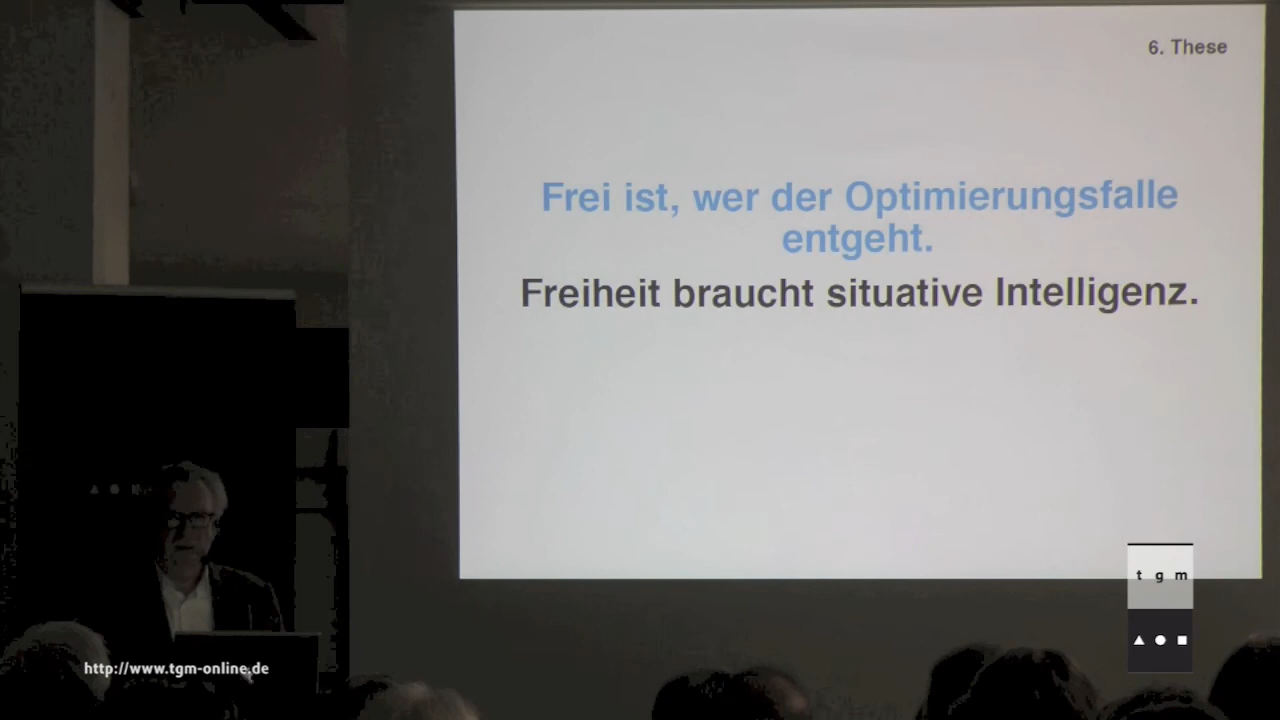 6. These
Frei ist, wer der Optimierungsfalle
entgeht.
Freiheit braucht situative Intelligenz.
t g m
http://www.tgm-online.de